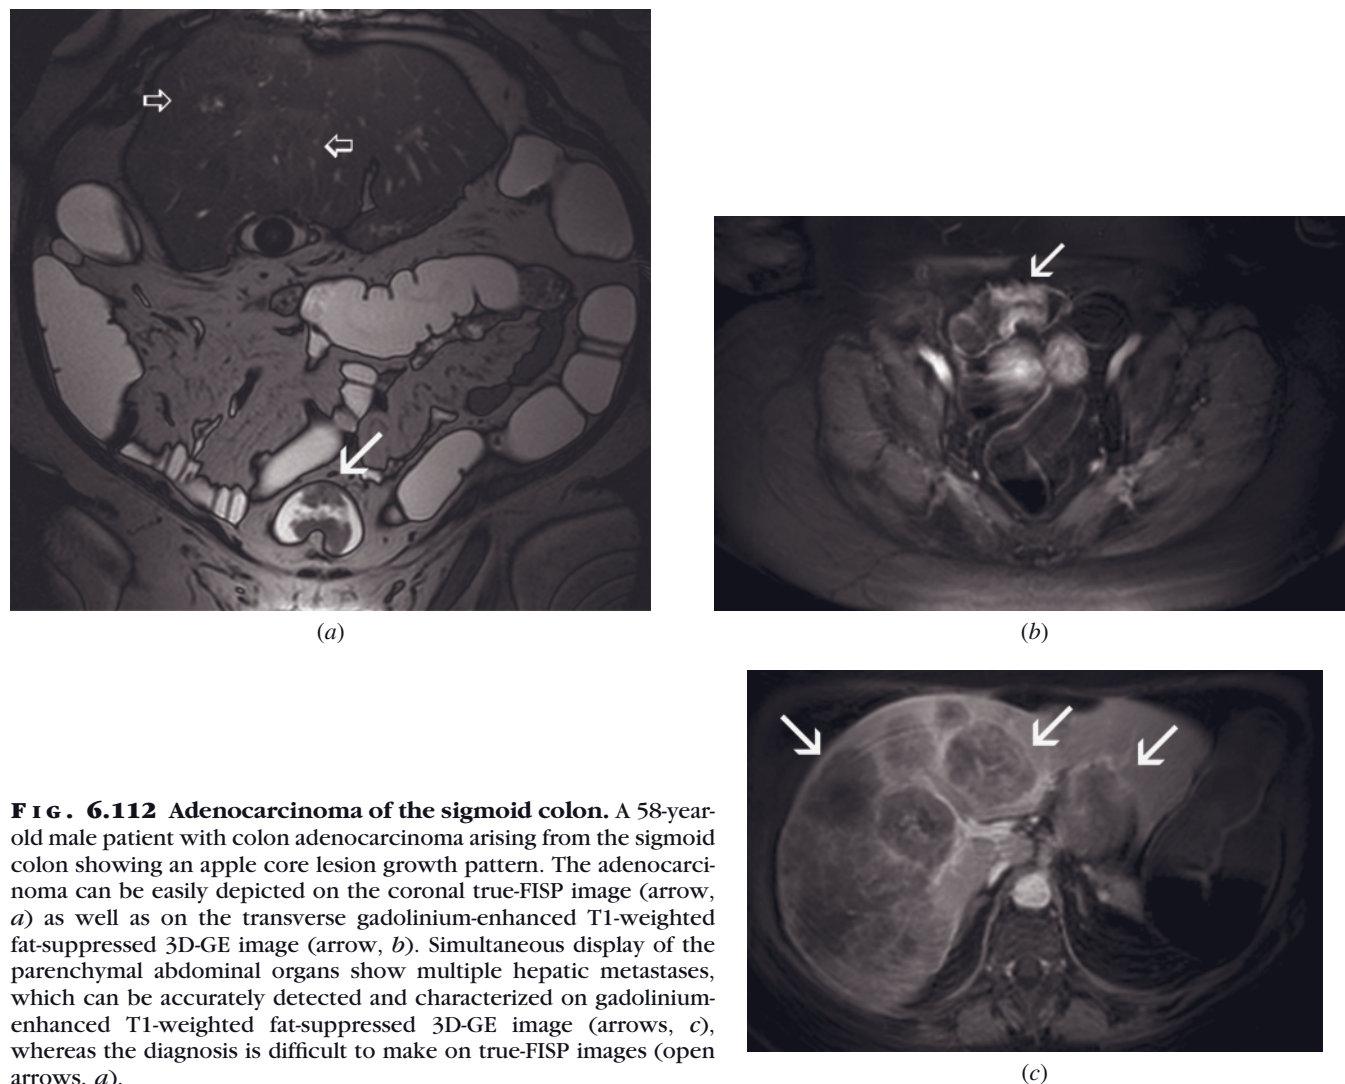 (a)
(b)
FIG. 6.112 Adenocarcinoma of the sigmoid colon. A 58-year-
old male patient with colon adenocarcinoma arising from the sigmoid
colon showing an apple core lesion growth pattern. The adenocarci-
noma can be easily depicted on the coronal true-FISP image (arrow,
a) as well as on the transverse gadolinium-enhanced T1-weighted
fat-suppressed 3D-GE image (arrow, b). Simultaneous display of the
parenchymal abdominal organs show multiple hepatic metastases,
which can be accurately detected and characterized on gadolinium-
enhanced T1-weighted fat-suppressed 3D-GE image (arrows, c),
whereas the diagnosis is difficult to make on true-FISP images (open
arrows, a).
(c)